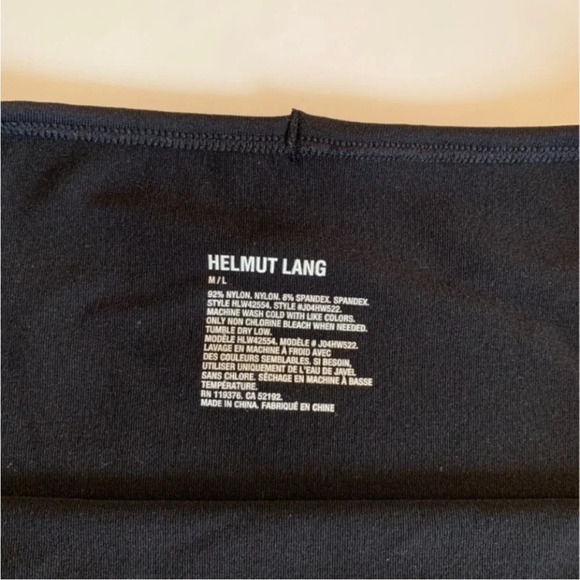 HELMUT LANG
M / L
92% NYLON. NYLON. 8% SPANDEX. SPANDEX.
STYLE HLW42554. STYLE #J04HW522.
MACHINE WASH COLD WITH LIKE COLORS.
ONLY NON CHLORINE BLEACH WHEN NEEDED.
TUMBLE DRY LOW.
MODÈLE HLW42554. MODÈLE # J04HW522.
LAVAGE EN MACHINE À FROID AVEC
DES COULEURS SEMBLABLES. SI BESOIN,
UTILISER UNIQUEMENT DE L'EAU DE JAVEL
SANS CHLORE. SÉCHAGE EN MACHINE À BASSE
TEMPÉRATURE.
RN 119376. CA 52192.
MADE IN CHINA. FABRIQUÉ EN CHINE